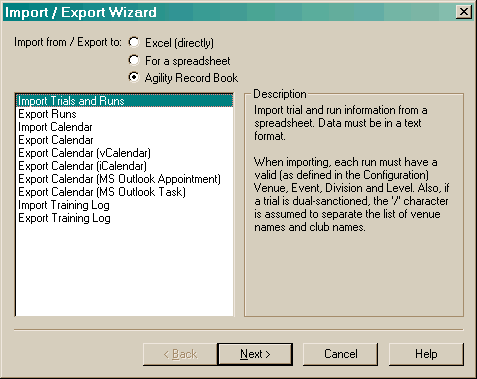 Import / Export Wizard
Import from / Export to:
Excel (directly)
For a spreadsheet
Agility Record Book
Import Trials and Runs
Export Runs
Import Calendar
Export Calendar
Export Calendar (vCalendar)
Export Calendar (iCalendar)
Export Calendar (MS Outlook Appointment)
Export Calendar (MS Outlook Task)
Import Training Log
Export Training Log
Description
Import trial and run information from a
spreadsheet. Data must be in a text
format.
When importing, each run must have a
valid (as defined in the Configuration)
Venue, Event, Division and Level. Also, if
a trial is dual-sanctioned, the '/' character
is assumed to separate the list of venue
names and club names.
< Back
Next >
Cancel
Help